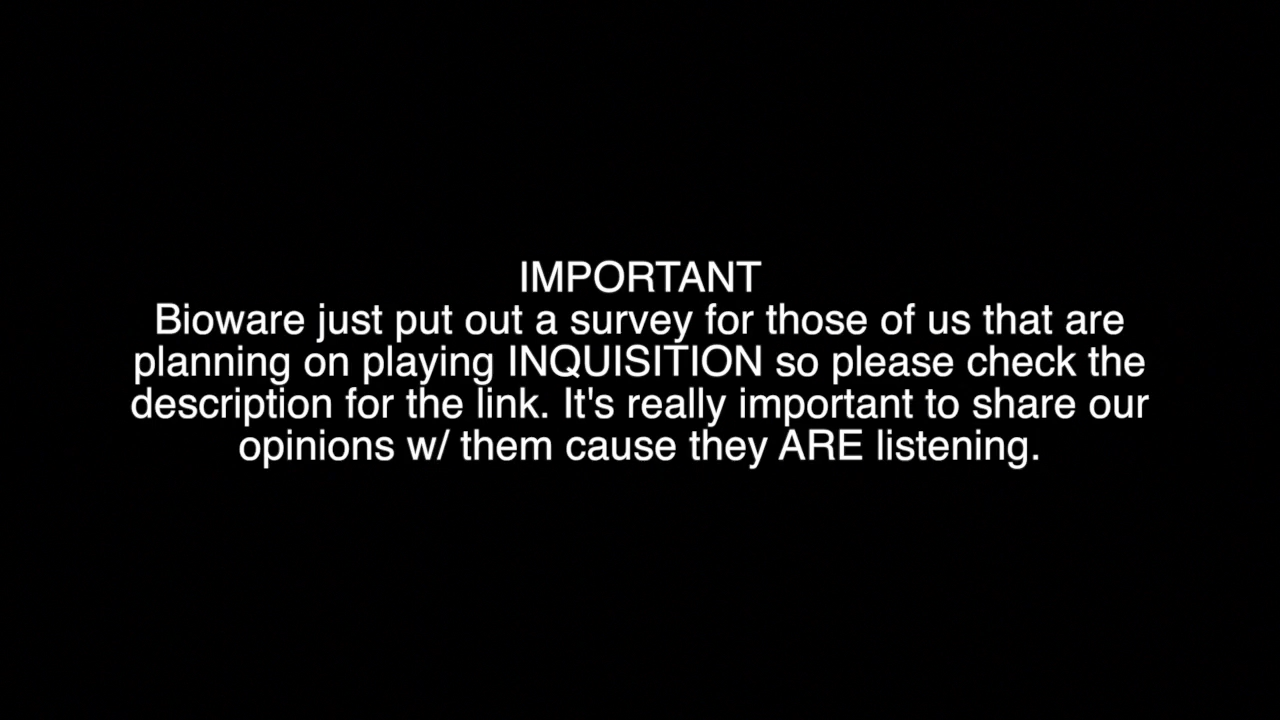 IMPORTANT
Bioware just put out a survey for those of us that are
planning on playing INQUISITION so please check the
description for the link. It's really important to share our
opinions w/ them cause they ARE listening.